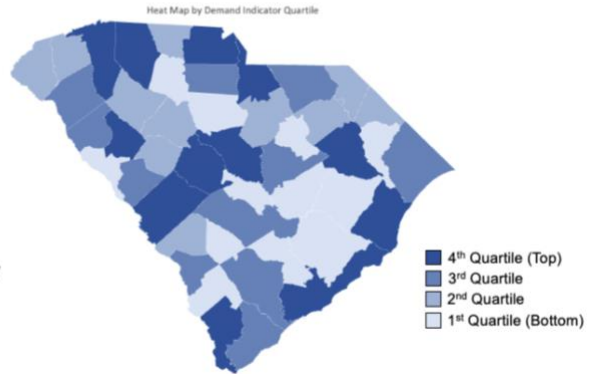 Heat Map by Demand Indicator Quartile
4th Quartile (Top)
3rd Quartile
2nd Quartile
1st Quartile (Bottom)